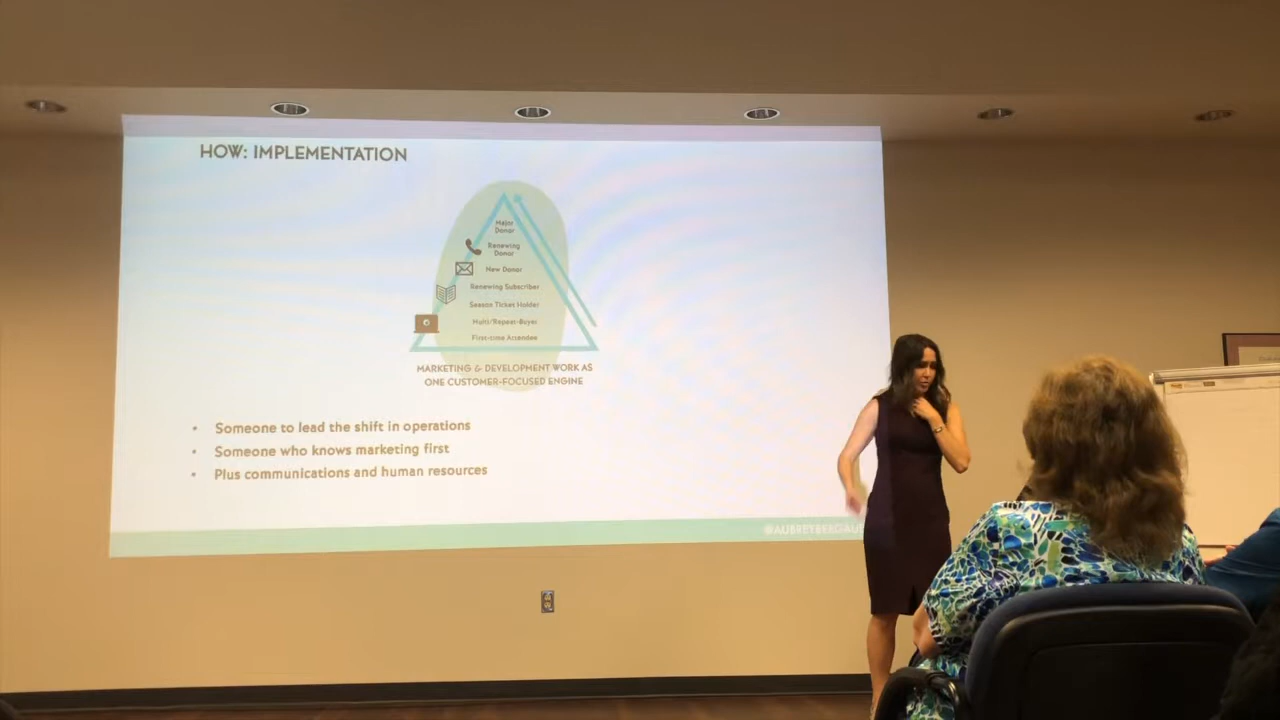 HOW: IMPLEMENTATION
Major
Donor
Renewing
Donor
New Donor
Renewing Subscriber
Season Ticket Holder
Multi/Repeat-Buyer
First-time Attendee
MARKETING & DEVELOPMENT WORK AS
ONE CUSTOMER-FOCUSED ENGINE
• Someone to lead the shift in operations
• Someone who knows marketing first
• Plus communications and human resources